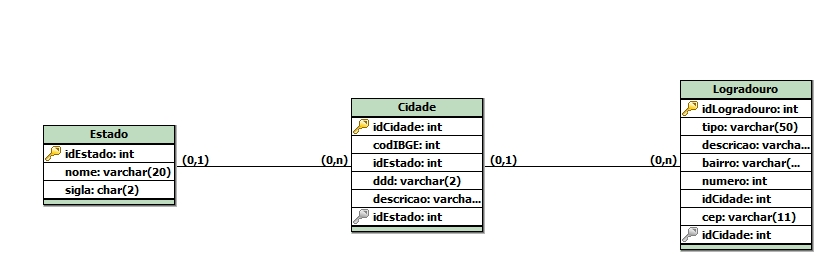 Estado
idEstado: int
nome: varchar(20)
sigla: char(2)
(0,1)
(0,n)
Cidade
idCidade: int
codIBGE: int
idEstado: int
ddd: varchar(2)
descricao: varcha...
idEstado: int
(0,1)
(0,n)
Logradouro
idLogradouro: int
tipo: varchar(50)
descricao: varcha...
bairro: varchar(...
numero: int
idCidade: int
cep: varchar(11)
idCidade: int